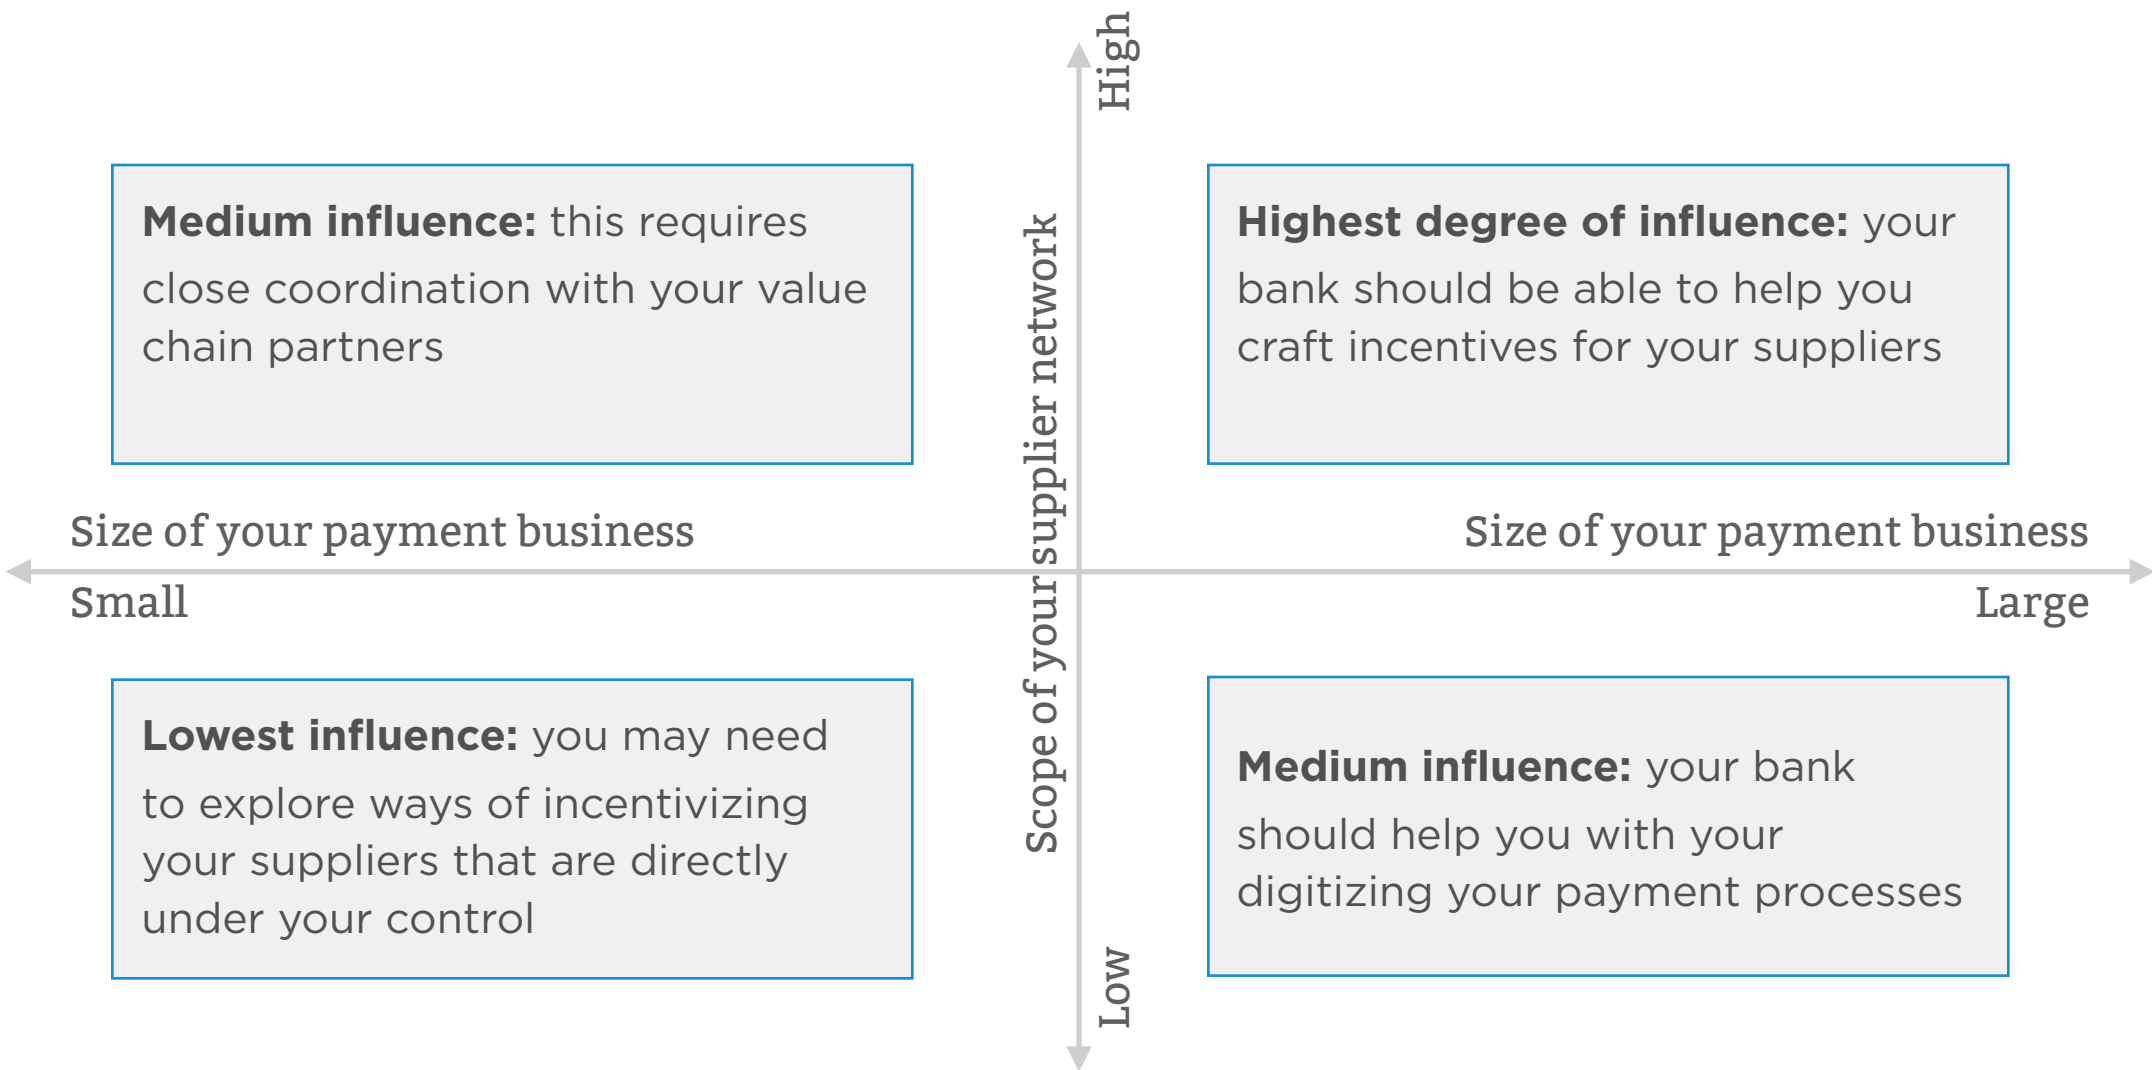 High
Medium influence: this requires
close coordination with your value
chain partners
Highest degree of influence: your
bank should be able to help you
craft incentives for your suppliers
Scope of your supplier network
Size of your payment business
Small
Size of your payment business
Large
Lowest influence: you may need
to explore ways of incentivizing
your suppliers that are directly
under your control
Medium influence: your bank
should help you with your
digitizing your payment processes
Low